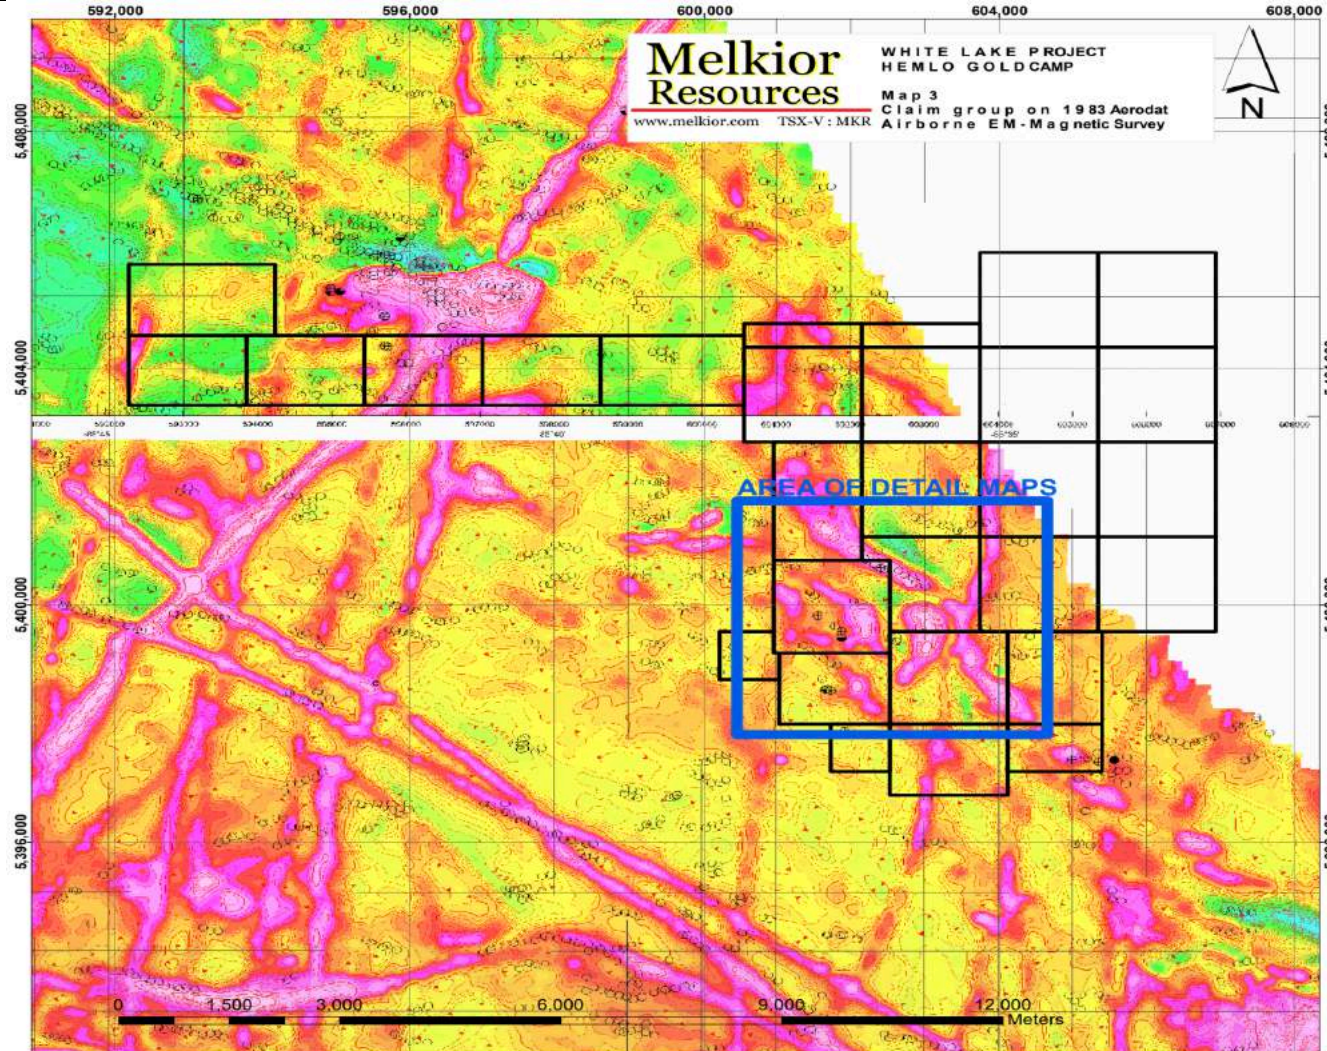 592,000 596,000 600,000 604,000 608,000
Melkior
Resources
www.melkior.com TSX-V : MKR
WHITE LAKE PROJECT
HEMLO GOLDCAMP
Map 3
Claim group on 1983 Aerodat
Airborne EM-Magnetic Survey
N
5,408,000
5,404,000
AREA OF DETAIL MAPS
5,400,000
5,396,000
0 1,500 3,000 6,000 9,000 12,000
Meters